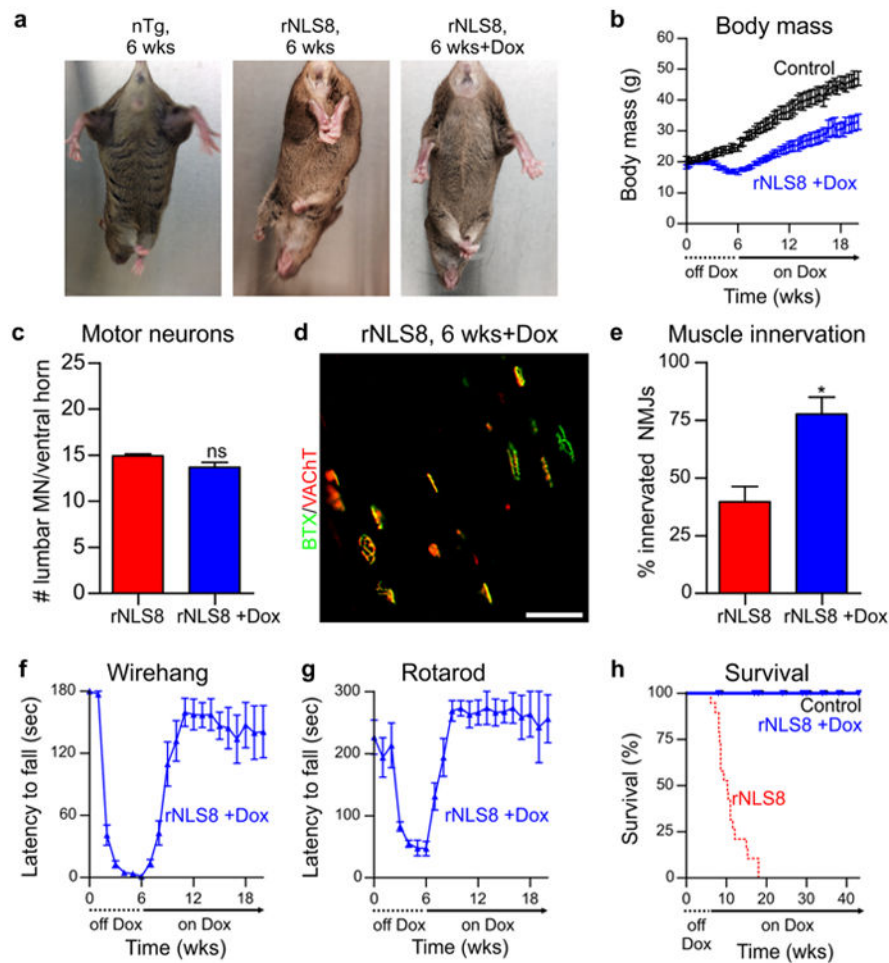 a
nTg,
6 wks
rNLS8,
6 wks
rNLS8,
6 wks+Dox
b
Body mass
Body mass (g)
60
50
40
30
20
10
0
Control
rNLS8 +Dox
0 6 12 18
off Dox on Dox
Time (wks)
c
Motor neurons
# lumbar MN/ventral horn
25
20
15
10
5
0
ns
rNLS8 rNLS8 +Dox
d
rNLS8, 6 wks+Dox
BTX/VAChT
e
Muscle innervation
% innervated NMJs
100
75
50
25
0
*
rNLS8 rNLS8 +Dox
f
Wirehang
Latency to fall (sec)
180
120
60
0
rNLS8 +Dox
0 6 12 18
off Dox on Dox
Time (wks)
g
Rotarod
Latency to fall (sec)
300
200
100
0
rNLS8 +Dox
0 6 12 18
off Dox on Dox
Time (wks)
h
Survival
Survival (%)
100
75
50
25
0
Control
rNLS8 +Dox
rNLS8
0 10 20 30 40
off
Dox
on Dox
Time (wks)